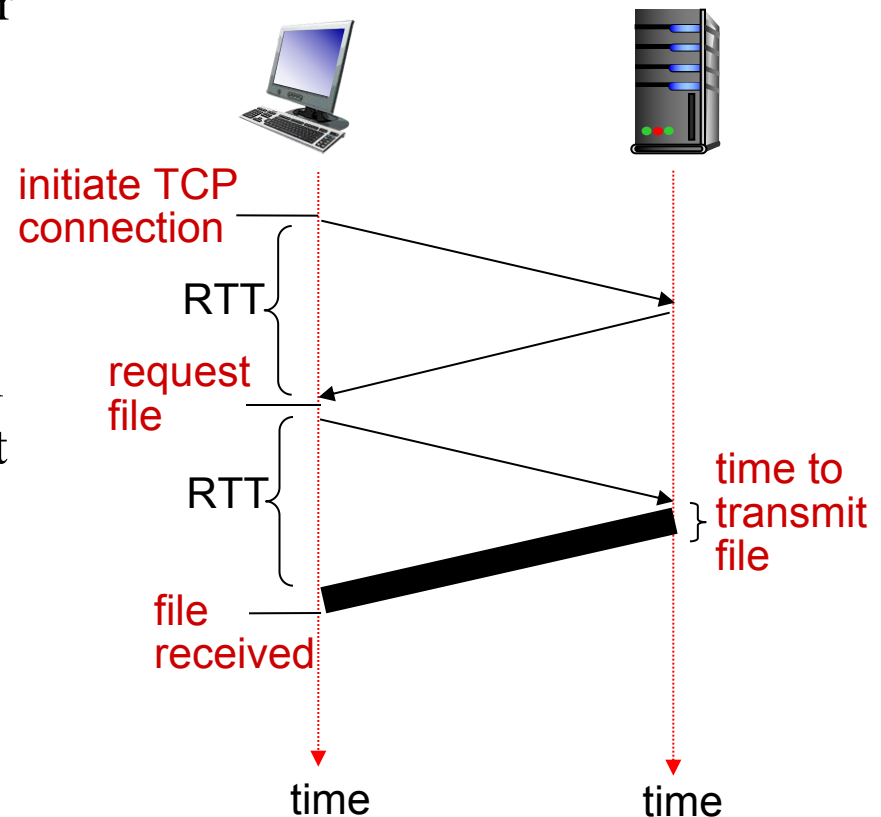 r
initiate TCP
connection
RTT
request
file
t
RTT
time to
transmit
file
file
received
time
time